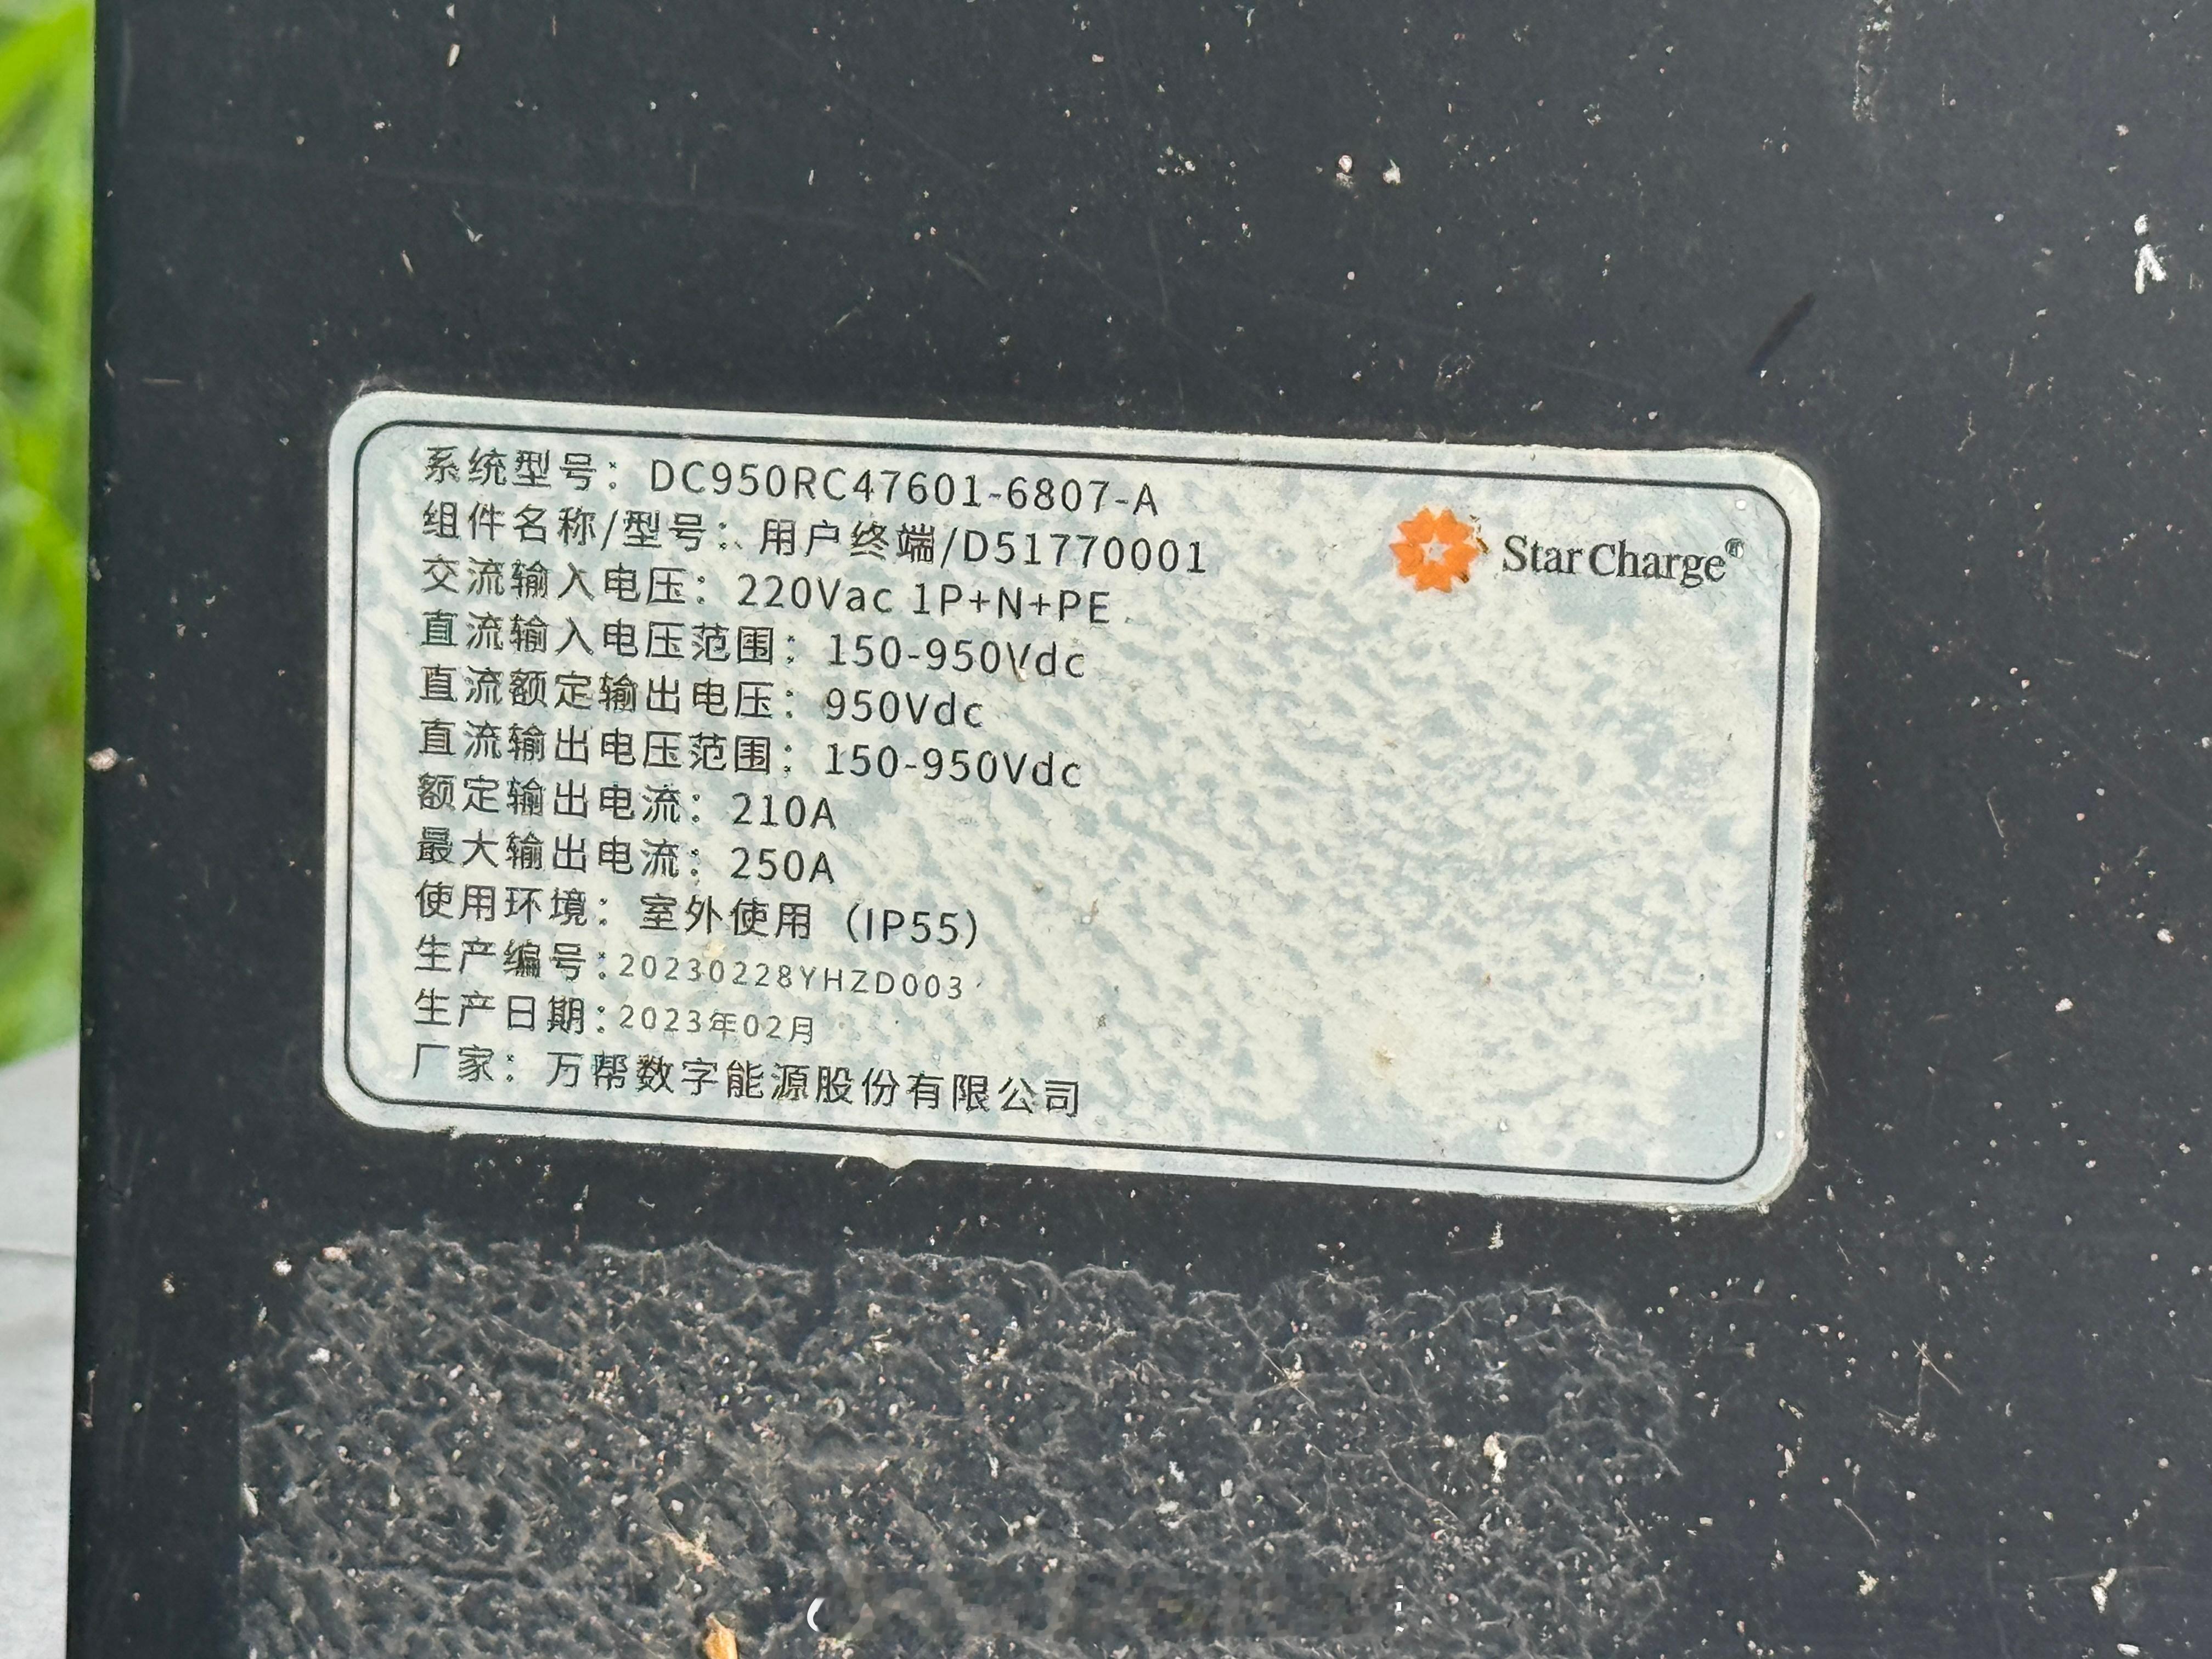 系统型号：DC950RC47601-6807-A
组件名称/型号：用户终端/D51770001
StarCharge®
交流输入电压：220Vac 1P+N+PE
直流输入电压范围：150-950Vdc
直流额定输出电压：950Vdc
直流输出电压范围：150-950Vdc
额定输出电流：210A
最大输出电流：250A
使用环境：室外使用（IP55）
生产编号：20230228YHZD003
生产日期：2023年02月
厂家：万帮数字能源股份有限公司